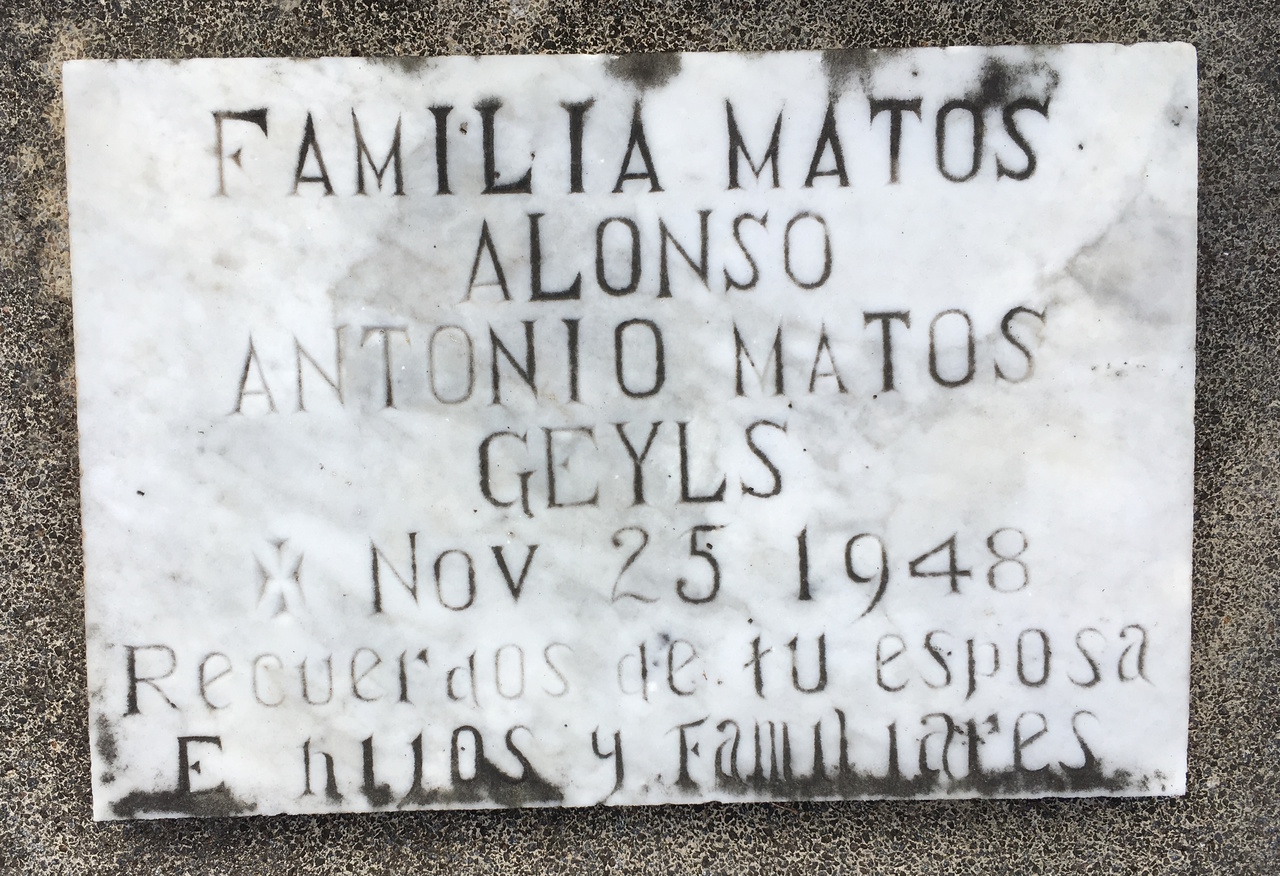 FAMILIA MATOS
ALONSO
ANTONIO MATOS
GEYLS
✠ Nov 25 1948
Recuerdos de tu esposa
E hijos y Familiares